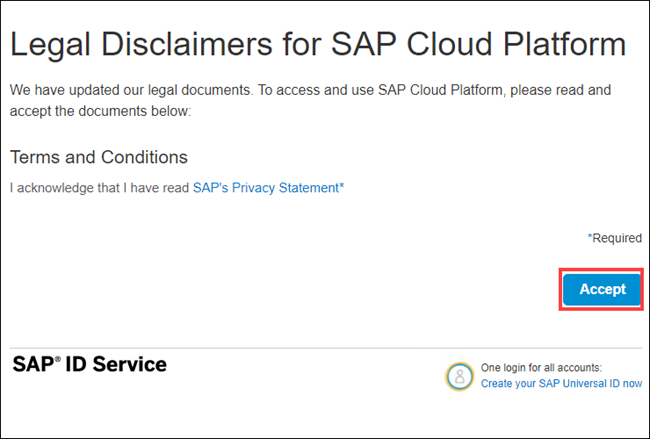 Legal Disclaimers for SAP Cloud Platform
We have updated our legal documents. To access and use SAP Cloud Platform, please read and
accept the documents below:
Terms and Conditions
I acknowledge that I have read SAP's Privacy Statement*
*Required
Accept
SAP® ID Service
One login for all accounts:
Create your SAP Universal ID now